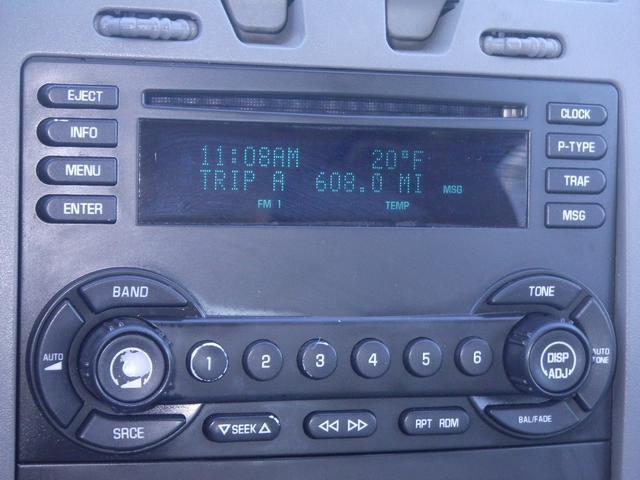 EJECT
INFO
MENU
ENTER
11:08AM 20°F
TRIP A 608.0 MI MSG
FM 1 TEMP
CLOCK
P-TYPE
TRAF
MSG
BAND
TONE
AUTO
1 2 3 4 5 6
DISP
ADJ
AUTO
TONE
SRCE
SEEK
RPT RDM
BAL/FADE